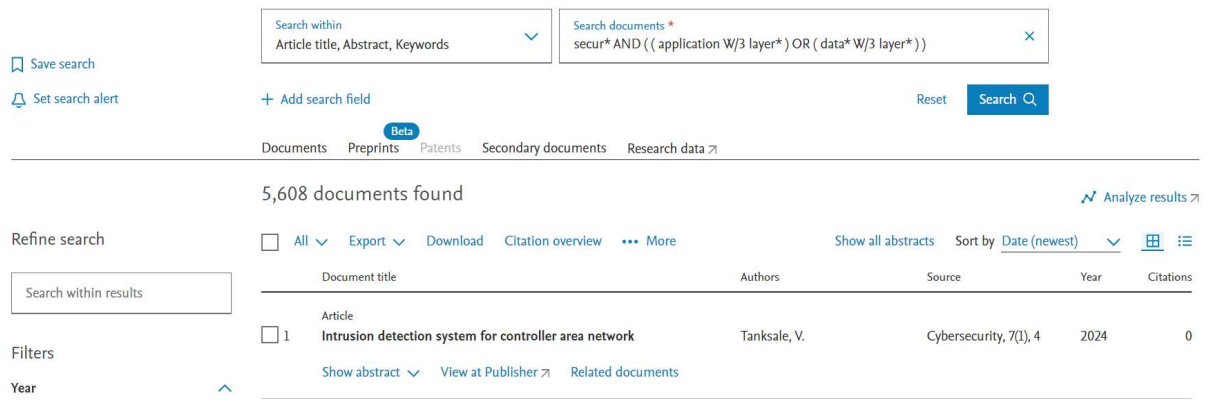 Search within
Article title, Abstract, Keywords
Search documents *
secur* AND ( ( application W/3 layer* ) OR ( data* W/3 layer* ) )
Save search
Set search alert
Add search field
Reset
Search
Beta
Documents Preprints Patents Secondary documents Research data
5,608 documents found
Analyze results
Refine search
All Export Download Citation overview ••• More Show all abstracts Sort by Date (newest)
Search within results
Document title Authors Source Year Citations
Article
1 Intrusion detection system for controller area network Tanksale, V. Cybersecurity, 7(1), 4 2024 0
Filters
Show abstract View at Publisher Related documents
Year